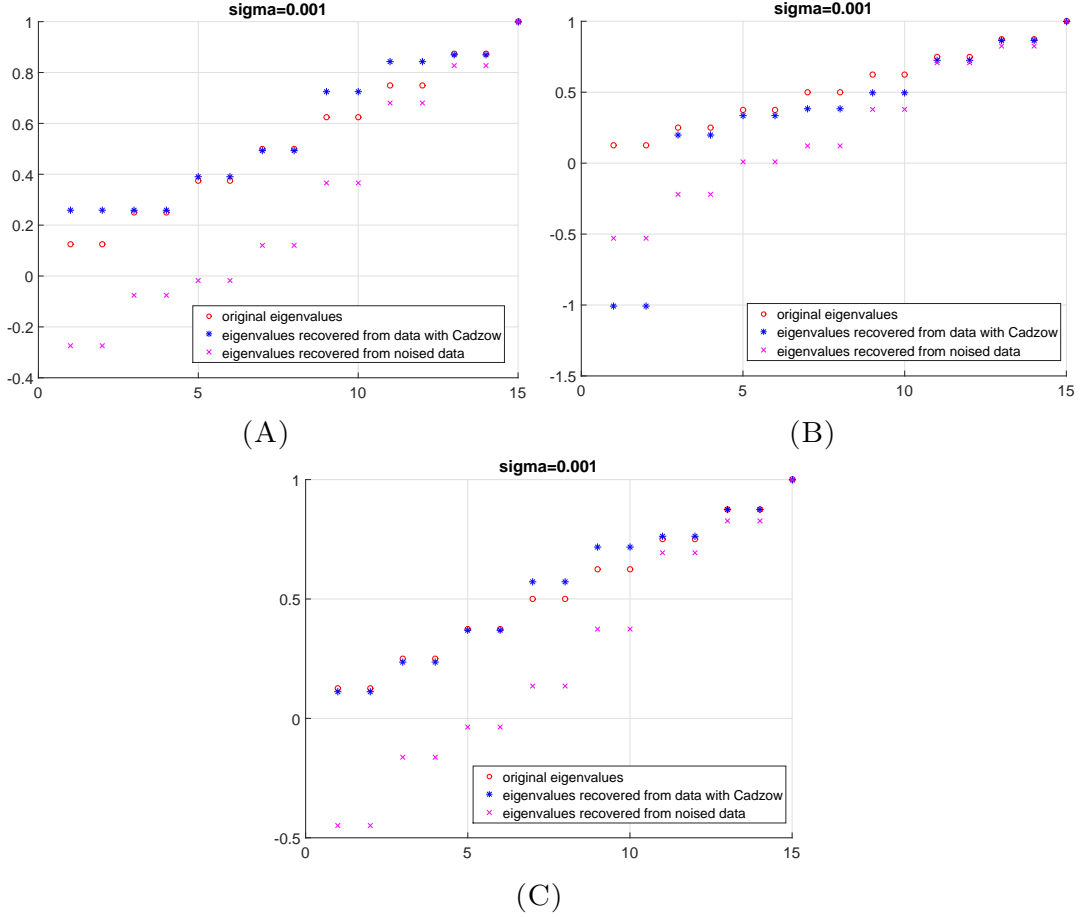 sigma=0.001
1
0.8
0.6
0.4
0.2
0
-0.2
-0.4
0 5 10 15
original eigenvalues
eigenvalues recovered from data with Cadzow
eigenvalues recovered from noised data
(A)
sigma=0.001
1
0.5
0
-0.5
-1
-1.5
0 5 10 15
original eigenvalues
eigenvalues recovered from data with Cadzow
eigenvalues recovered from noised data
(B)
sigma=0.001
1
0.5
0
-0.5
0 5 10 15
original eigenvalues
eigenvalues recovered from data with Cadzow
eigenvalues recovered from noised data
(C)